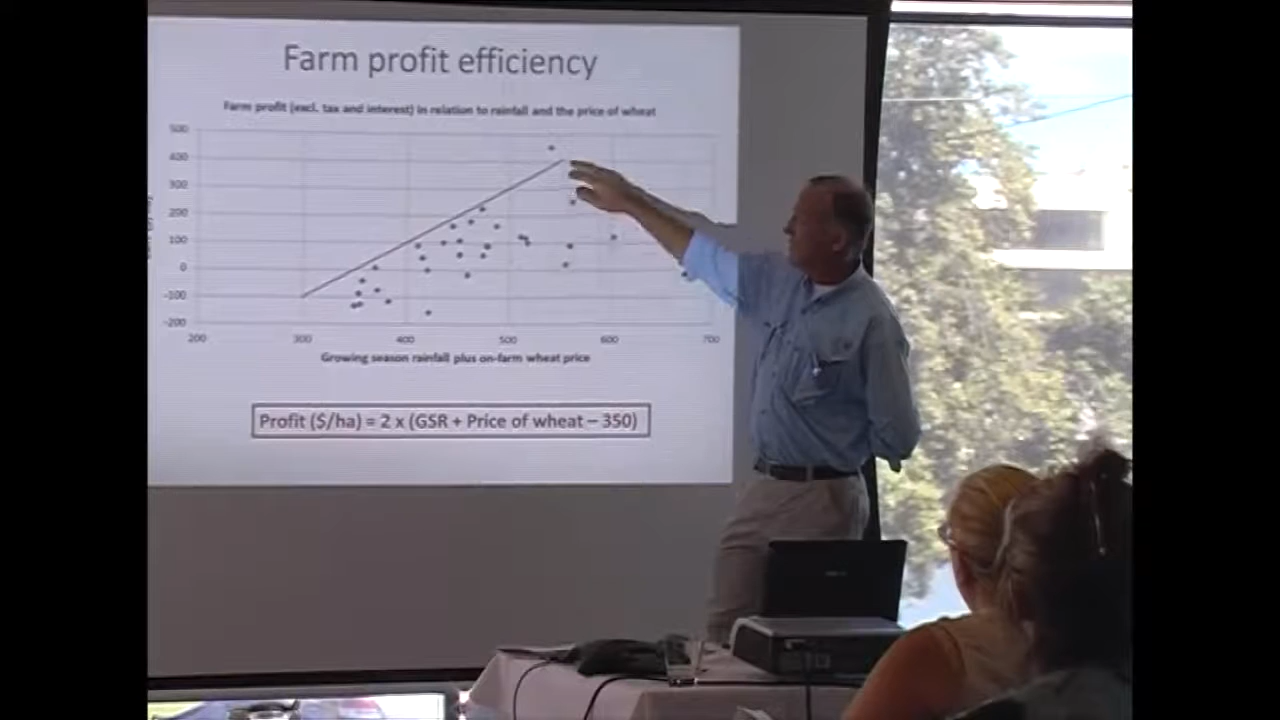 Farm profit efficiency
Farm profit (excl. tax and interest) in relation to rainfall and the price of wheat
500
400
300
200
100
0
-100
-200
200 300 400 500 600 700
Growing season rainfall plus on-farm wheat price
Profit ($/ha) = 2 x (GSR + Price of wheat – 350)